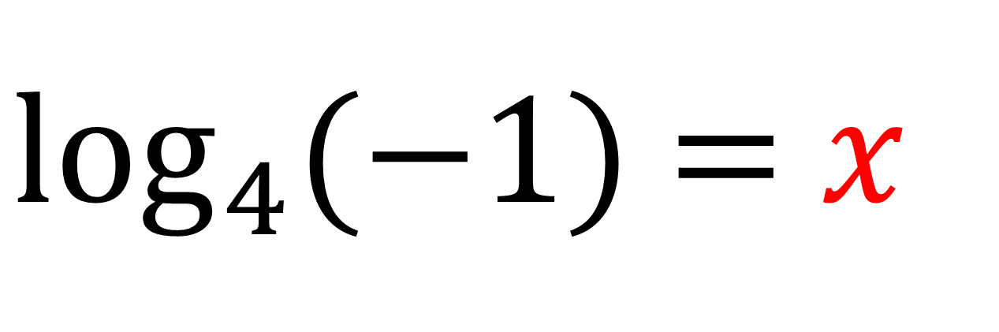 log₄(−1) = x